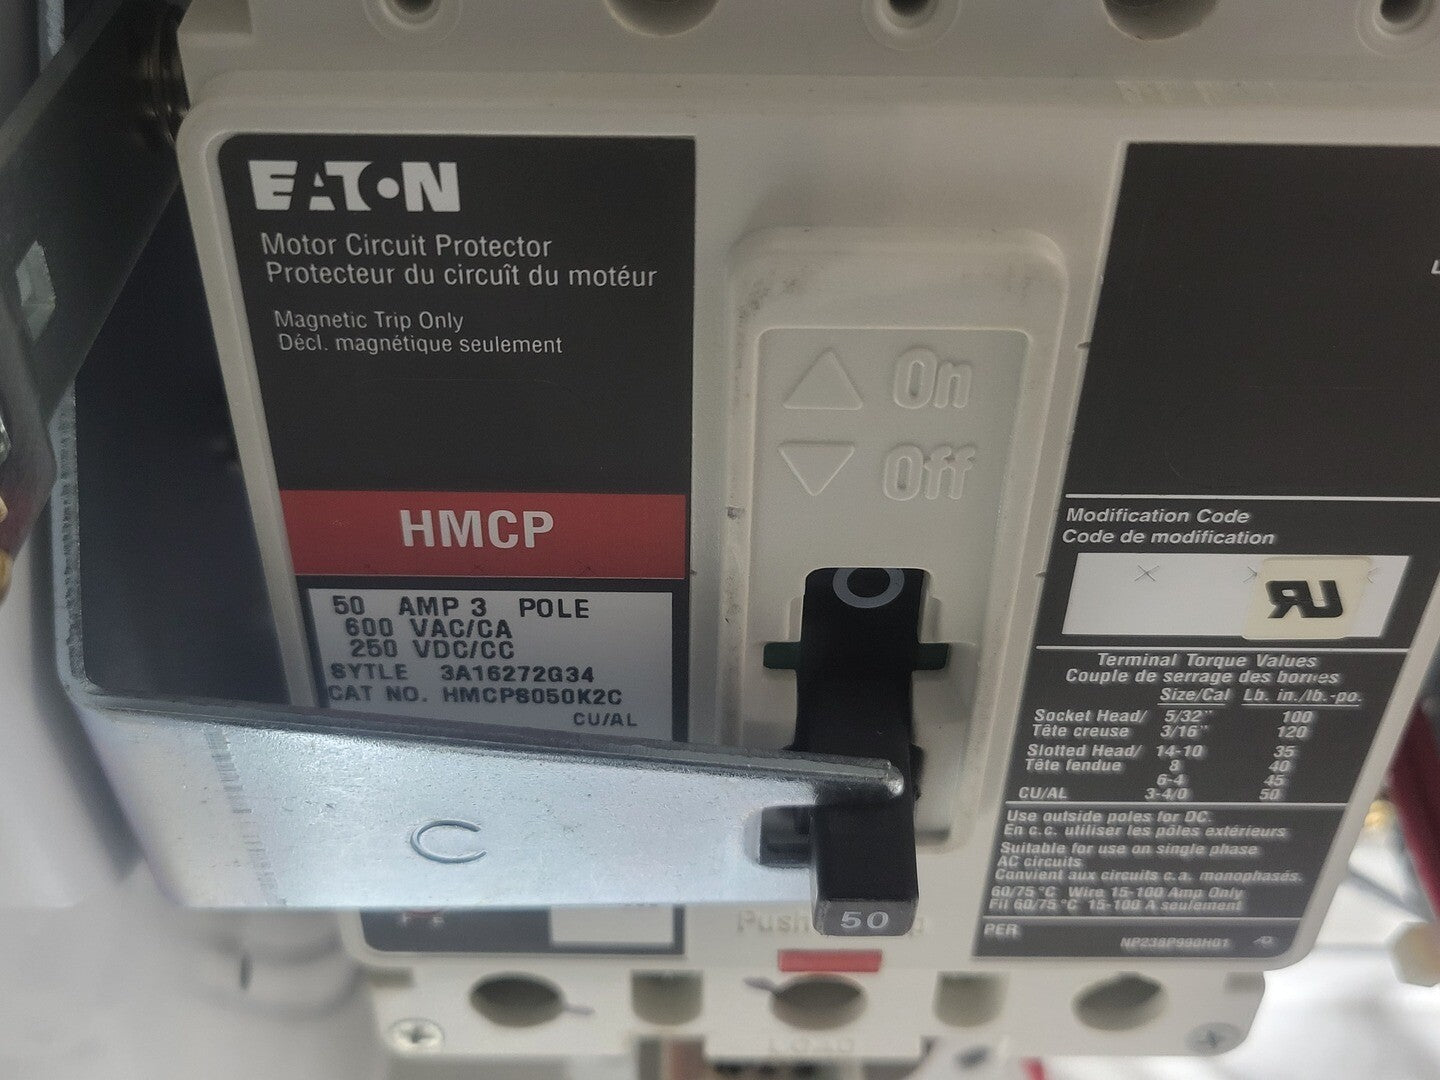 EATON
Motor Circuit Protector
Protecteur du circuît du motéur
Magnetic Trip Only
Décl. magnétique seulement
HMCP
50 AMP 3 POLE
600 VAC/CA
250 VDC/CC
SYTLE 3A16272G34
CAT NO. HMCPS050K2C
CU/AL
C
On
Off
O
50
Push
Modification Code
Code de modification
UR
Terminal Torque Values
Couple de serrage des bornes
Size/Cal Lb. in./lb.-po.
Socket Head/ 5/32" 100
Tête creuse 3/16" 120
Slotted Head/ 14-10 35
Tête fendue 8 40
6-4 45
CU/AL 3-4/0 50
Use outside poles for DC.
En c.c. utiliser les pôles extérieurs
Suitable for use on single phase
AC circuits
Convient aux circuits c.a. monophasés.
60/75 °C Wire 15-100 Amp Only
Fil 60/75 °C 15-100 A seulement
PER
NP238P990H01